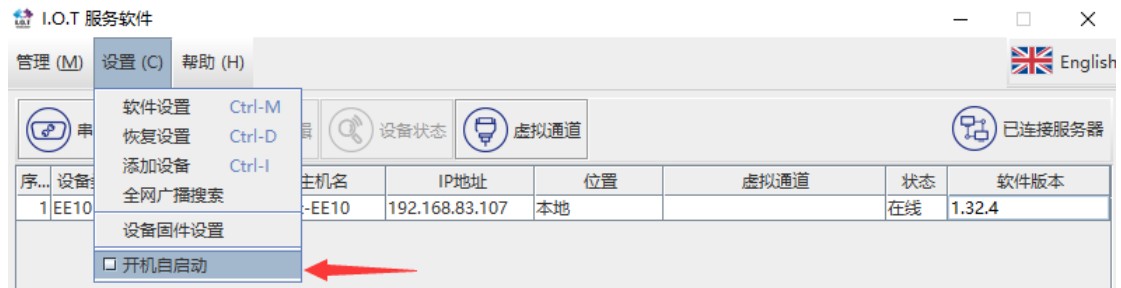 I.O.T 服务软件
管理 (M) 设置 (C) 帮助 (H) English
软件设置 Ctrl-M
恢复设置 Ctrl-D
添加设备 Ctrl-I
全网广播搜索
设备固件设置
开机自启动
串 设备状态 虚拟通道 已连接服务器
序... 设备 主机名 IP地址 位置 虚拟通道 状态 软件版本
1 EE10 -EE10 192.168.83.107 本地 在线 1.32.4